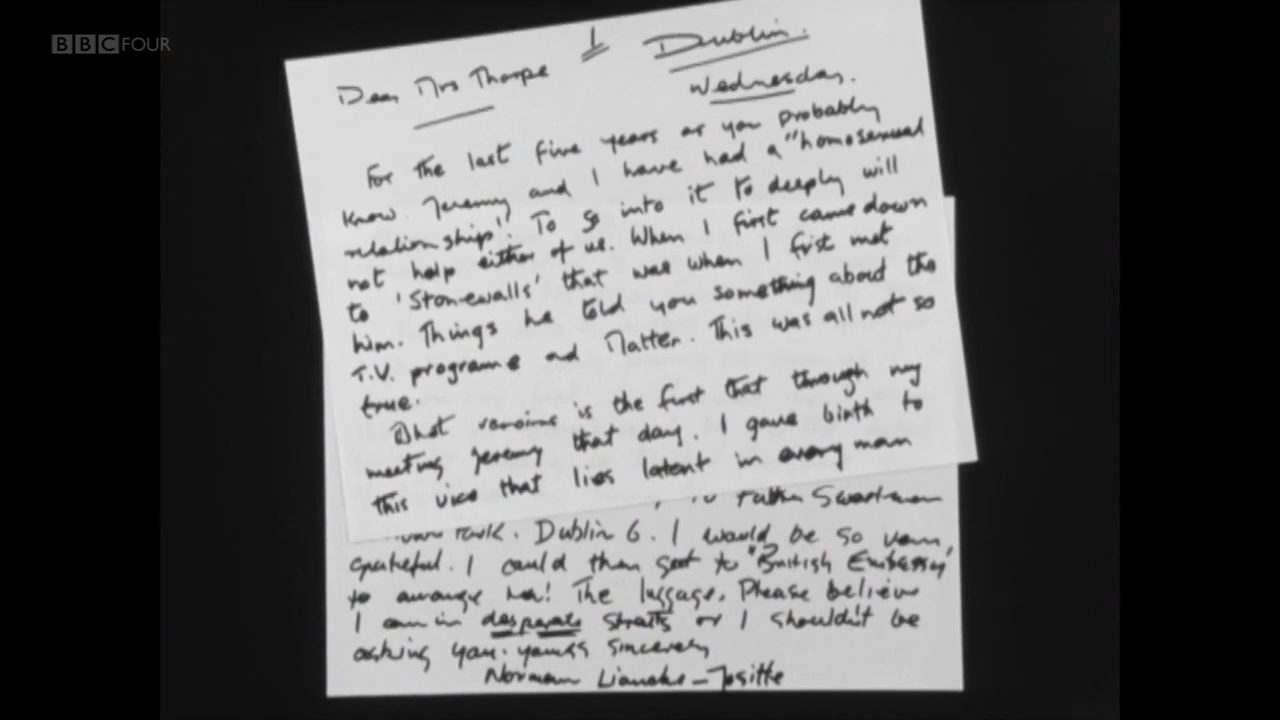 BBC FOUR
1
Dublin.
Dear Mrs Thorpe
Wednesday.
For the last five years as you probably
know Jeremy and I have had a "homosexual
relationship". To go into it to deeply will
not help either of us. When I first came down
to 'Stonewalls' that was when I first met
him. Things he told you something about the
T.V. programe and Matter. This was all not so
true.
What remains is the first that through my
meeting Jeremy that day. I gave birth to
this vice that lies latent in every man
to Father
Park. Dublin 6. I would be so very
grateful. I could then get to "British Embassy"
to arrange her! The luggage. Please believe
I am in desparate straits or I should'nt be
asking you. yours sincerely
Norman